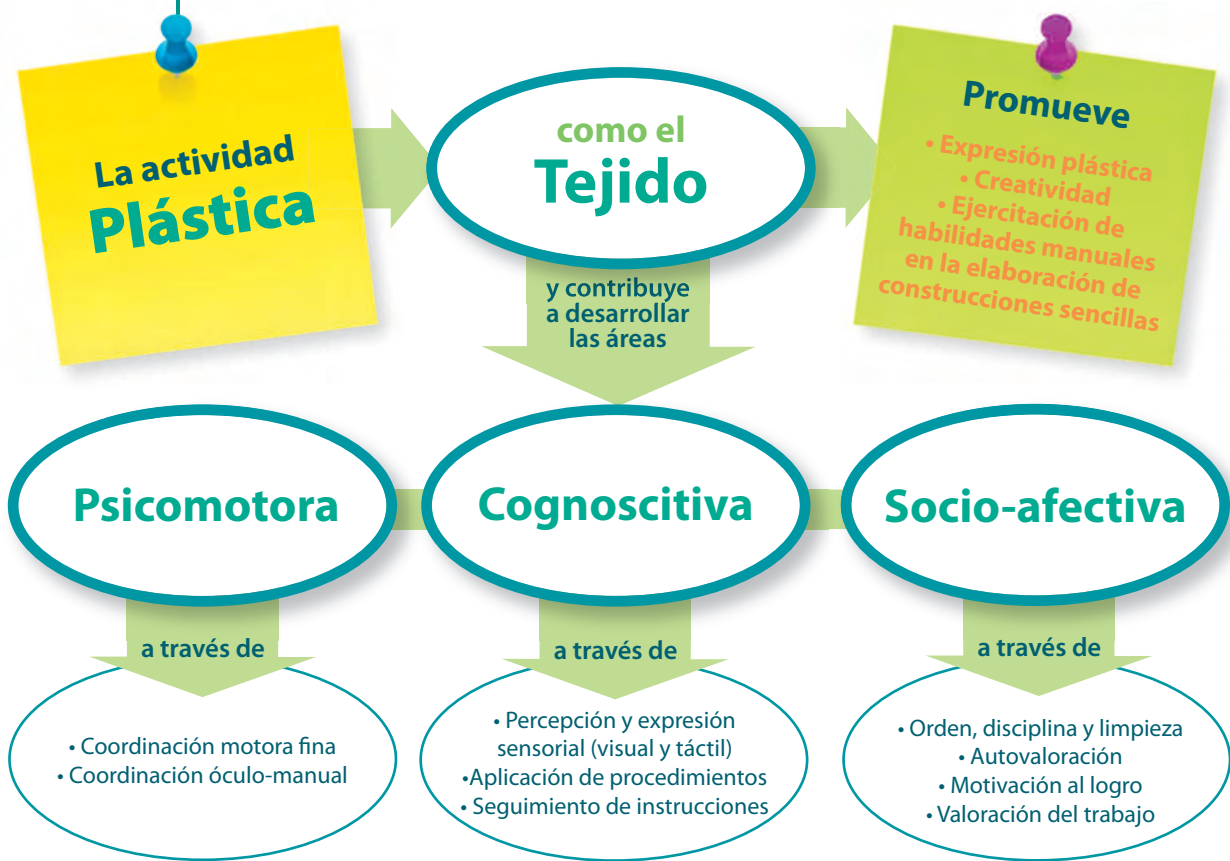 La actividad
Plástica
como el
Tejido
Promueve
• Expresión plástica
• Creatividad
• Ejercitación de
habilidades manuales
en la elaboración de
construcciones sencillas
y contribuye
a desarrollar
las áreas
Psicomotora
Cognoscitiva
Socio-afectiva
a través de
a través de
a través de
• Coordinación motora fina
• Coordinación óculo-manual
• Percepción y expresión
sensorial (visual y táctil)
•Aplicación de procedimientos
• Seguimiento de instrucciones
• Orden, disciplina y limpieza
• Autovaloración
• Motivación al logro
• Valoración del trabajo